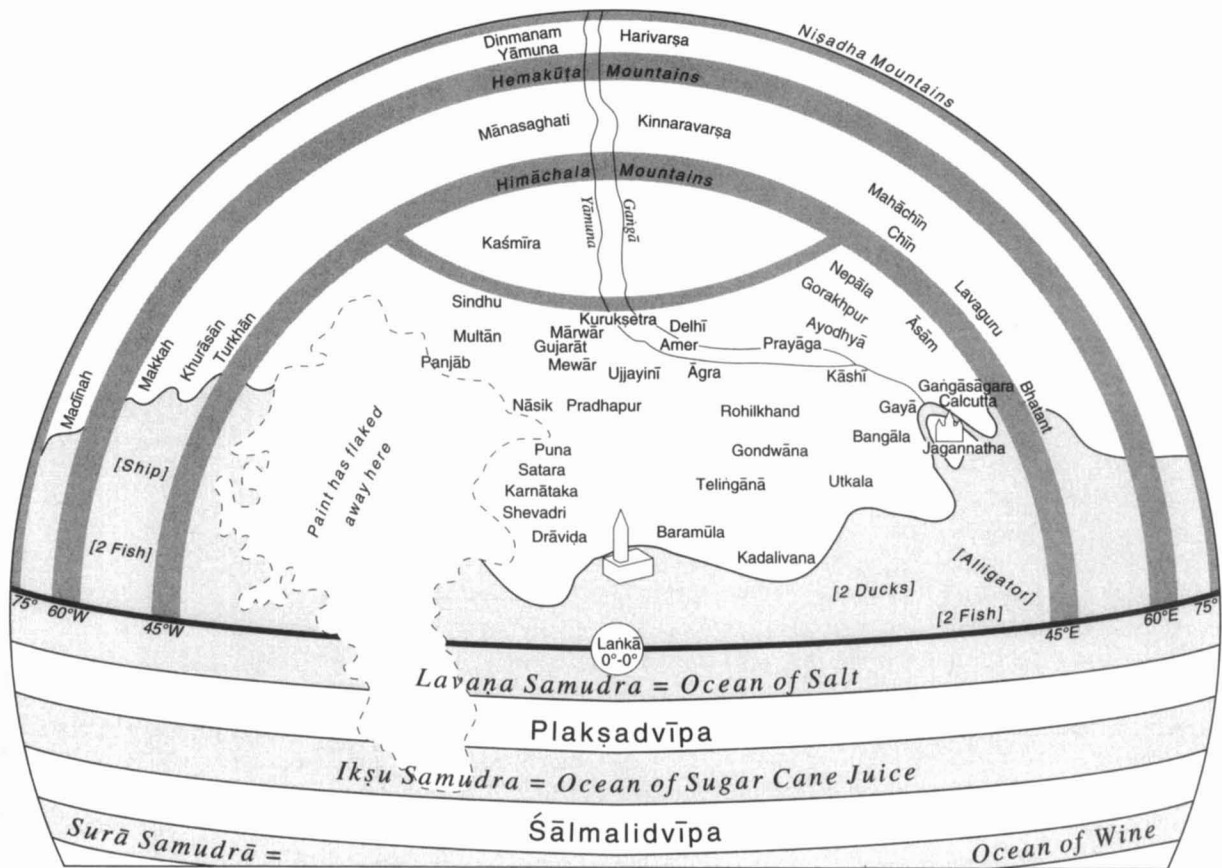 Dinmanam
Yāmuna
Harivarṣa
Niṣadha Mountains
Hemakūṭa Mountains
Mānasaghati
Kinnaravarṣa
Himāchala Mountains
Yāmuna
Gaṅgā
Mahāchīn
Chīn
Kaśmīra
Nepāla
Gorakhpur
Ayodhyā
Āsām
Lavaguru
Bhatant
Sindhu
Kurukṣetra
Delhī
Multān
Mārwār
Amer
Prayāga
Gujarāt
Panjāb
Mewār
Ujjayinī
Āgra
Kāshī
Madīnah
Makkah
Khurāsān
Turkhān
Gaṅgāsāgara
Calcutta
Nāsik
Pradhapur
Rohilkhand
Gayā
Bangāla
Jagannatha
Puna
Gondwāna
Satara
Karnātaka
Teliṅgānā
Utkala
Shevadri
Drāviḍa
Baramūla
Kadalivana
Paint has flaked
away here
[Ship]
[2 Fish]
[2 Ducks]
[Alligator]
[2 Fish]
75°
60°W
45°W
Laṅkā
0°-0°
45°E
60°E
75°
Lavaṇa Samudra = Ocean of Salt
Plakṣadvīpa
Ikṣu Samudra = Ocean of Sugar Cane Juice
Śālmalidvīpa
Surā Samudrā =
Ocean of Wine